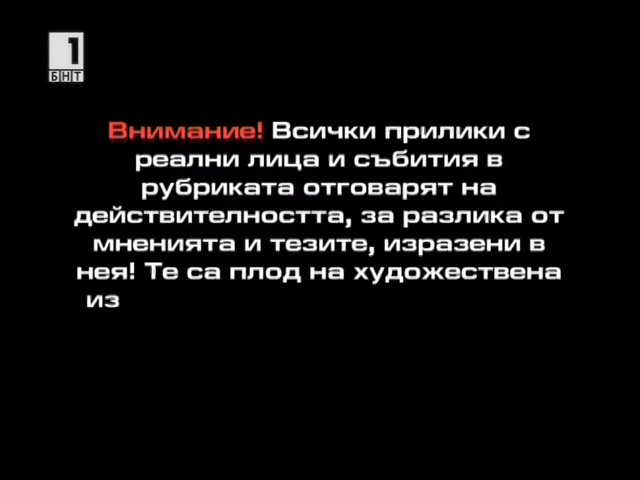 1
БНТ
Внимание! Всички прилики с
реални лица и събития в
рубриката отговарят на
действителността, за разлика от
мненията и тезите, изразени в
нея! Те са плод на художествена
из